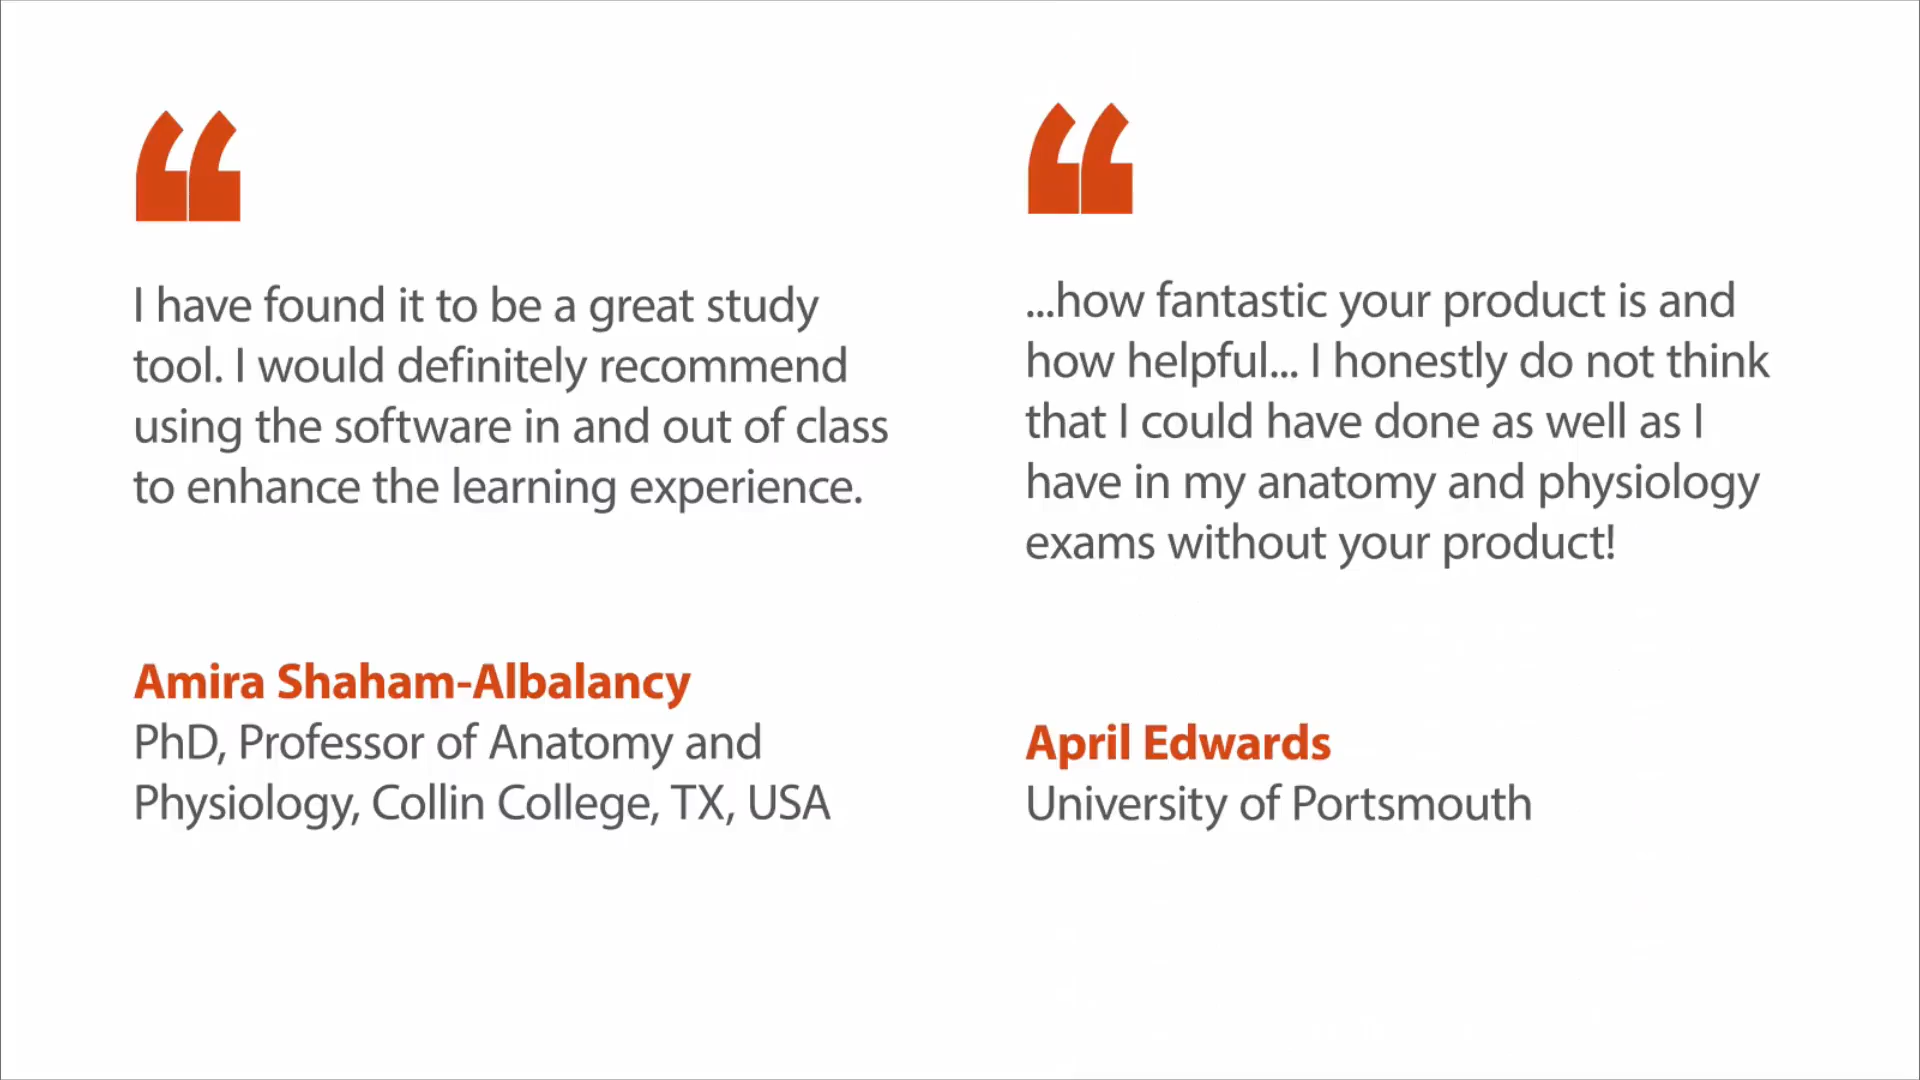 “
I have found it to be a great study
tool. I would definitely recommend
using the software in and out of class
to enhance the learning experience.
Amira Shaham-Albalancy
PhD, Professor of Anatomy and
Physiology, Collin College, TX, USA
“
...how fantastic your product is and
how helpful... I honestly do not think
that I could have done as well as I
have in my anatomy and physiology
exams without your product!
April Edwards
University of Portsmouth